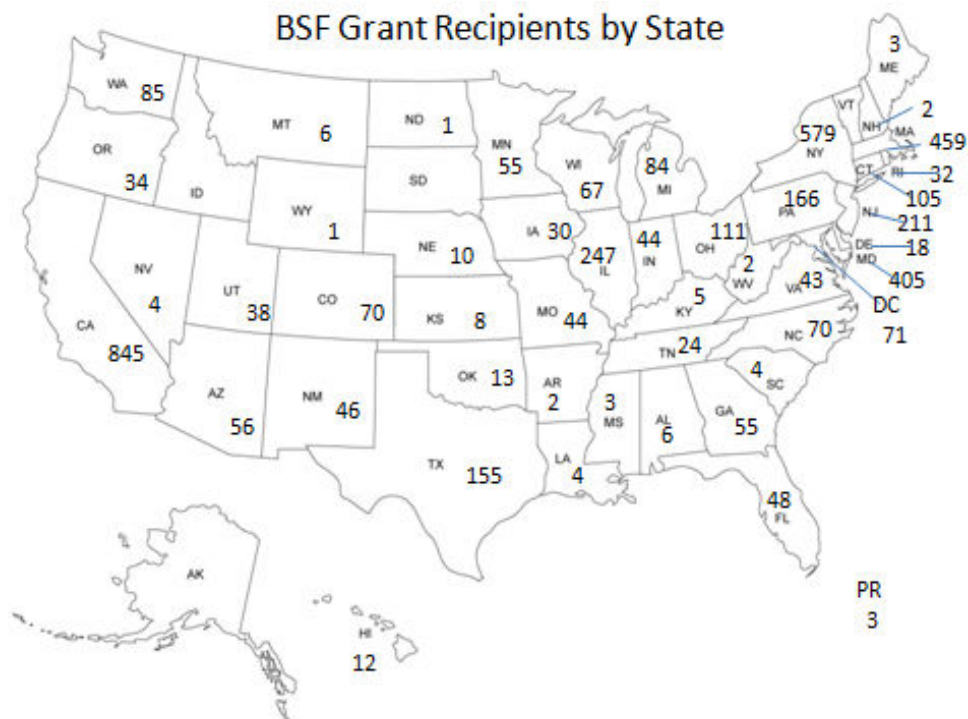 BSF Grant Recipients by State
WA 85
OR
34
ID
MT 6
ND 1
SD
WY
1
NE 10
MN
55
WI
67
84
MI
3
ME
VT
NH
2
MA
459
579
NY
CT
RI 32
105
166
PA
NJ
211
DE 18
MD
405
DC
71
NV
4
UT
38
CO 70
KS 8
IA 30
247
IL
44
IN
OH 111
2
WV
VA 43
5
KY
MO 44
CA
845
AZ
56
NM 46
OK 13
AR
2
TN 24
NC 70
4
SC
3
MS
AL
6
GA
55
TX 155
LA
4
48
FL
AK
HI
12
PR
3